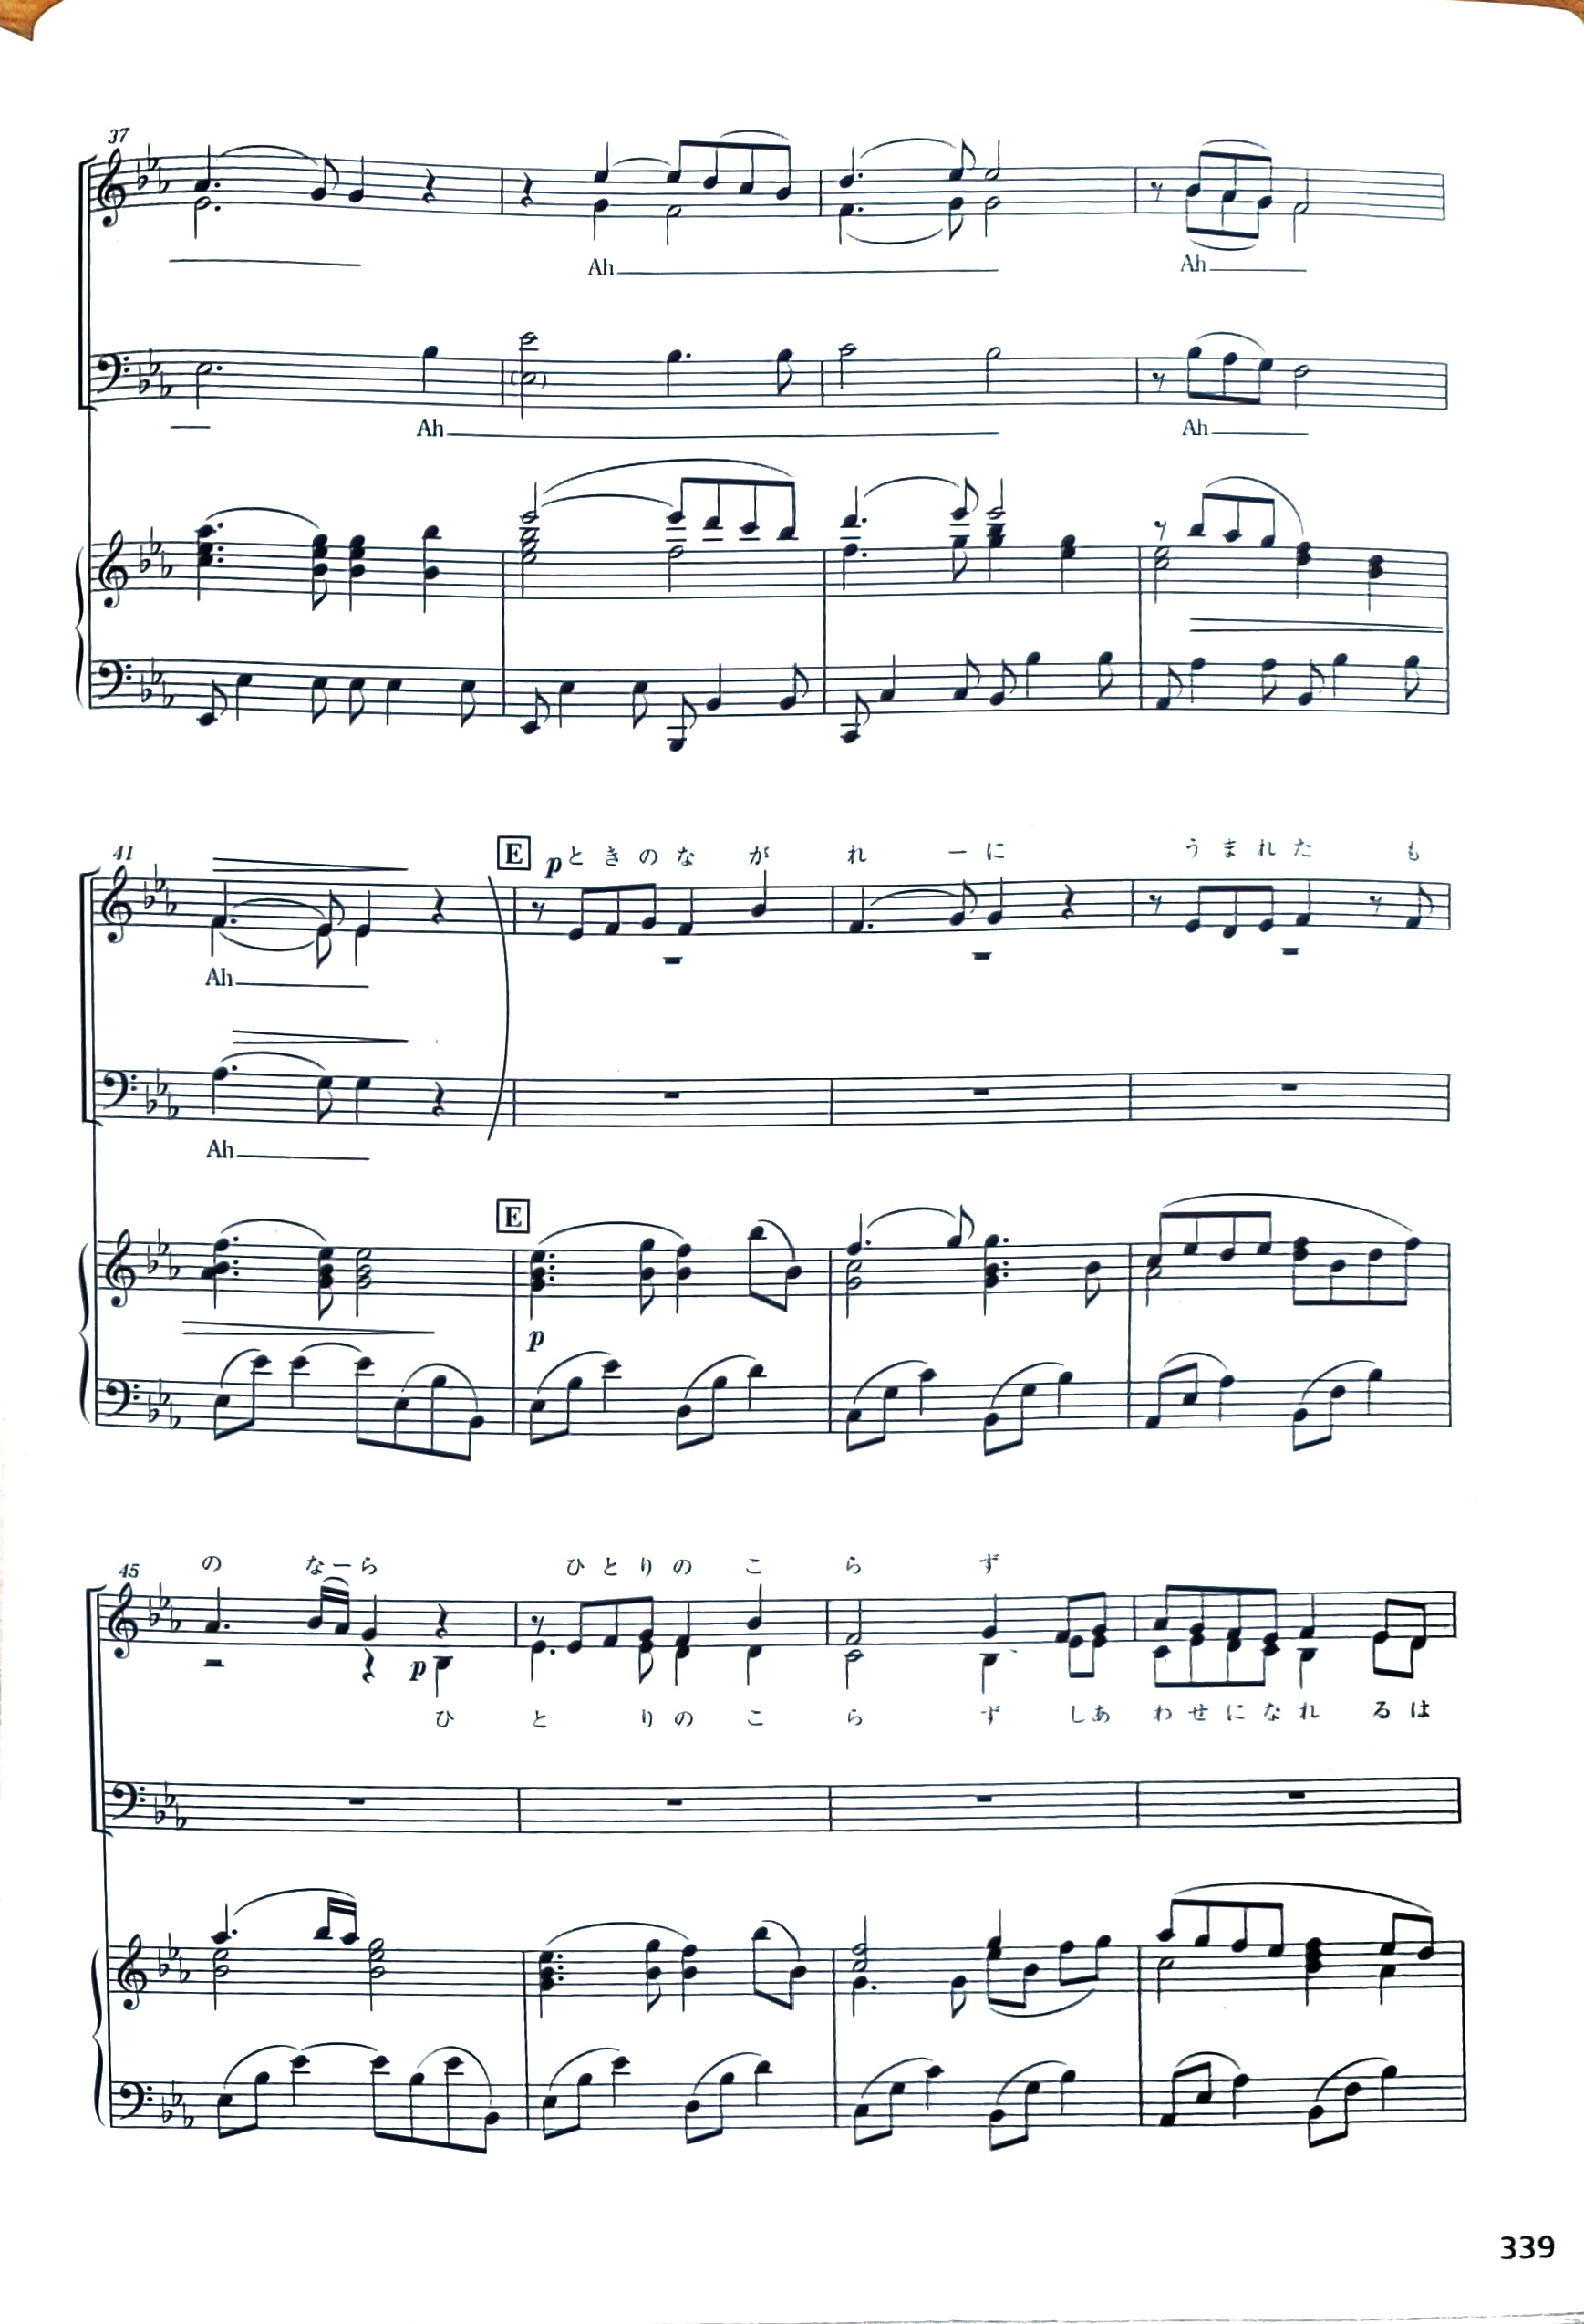 37
Ah Ah
Ah Ah
41 E p と き の な が れ ー に う ま れ た も
Ah
Ah
E
p
45 の な ー ら ひ と り の こ ら ず
p
ひ と り の こ ら ず し あ わ せ に な れ る は
339